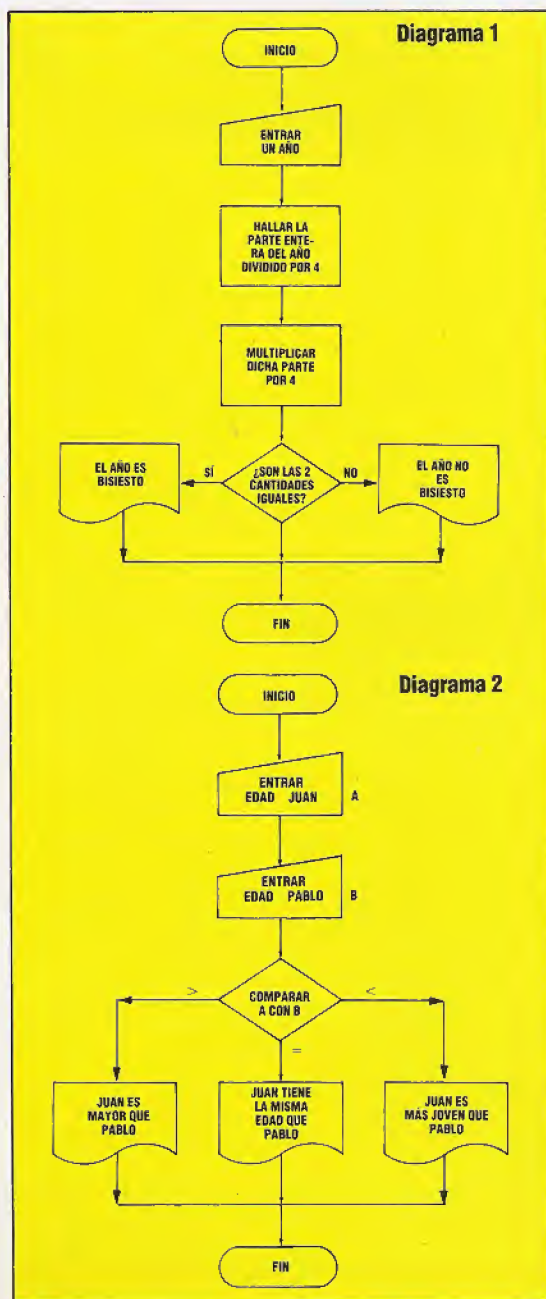 Diagrama 1
INICIO
ENTRAR
UN AÑO
HALLAR LA
PARTE ENTE-
RA DEL AÑO
DIVIDIDO POR 4
MULTIPLICAR
DICHA PARTE
POR 4
¿SON LAS 2
CANTIDADES
IGUALES?
SÍ
NO
EL AÑO ES
BISIESTO
EL AÑO NO
ES
BISIESTO
FIN
Diagrama 2
INICIO
ENTRAR
EDAD JUAN
A
ENTRAR
EDAD PABLO
B
COMPARAR
A CON B
>
<
=
JUAN ES
MAYOR QUE
PABLO
JUAN TIENE
LA MISMA
EDAD QUE
PABLO
JUAN ES
MÁS JOVEN QUE
PABLO
FIN